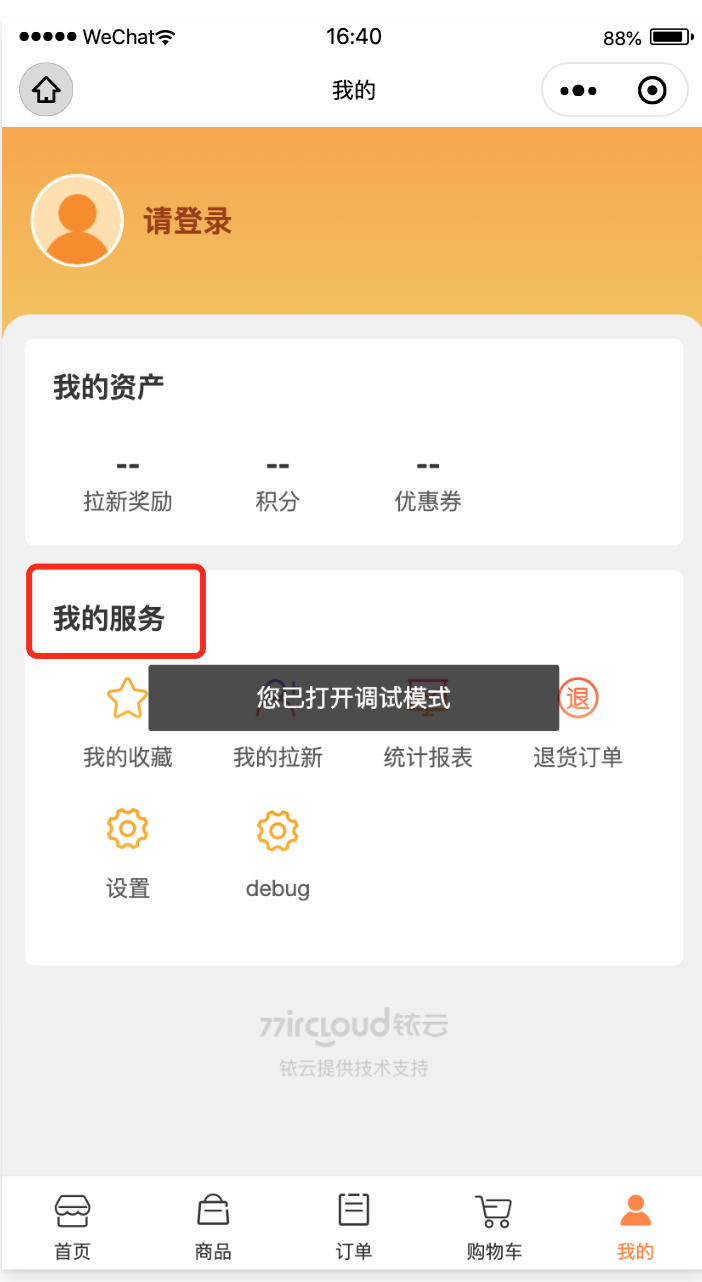 WeChat 16:40 88%
我的
请登录
我的资产
-- -- --
拉新奖励 积分 优惠券
我的服务
您已打开调试模式
退
我的收藏 我的拉新 统计报表 退货订单
设置 debug
77ircloud铱云
铱云提供技术支持
首页 商品 订单 购物车 我的